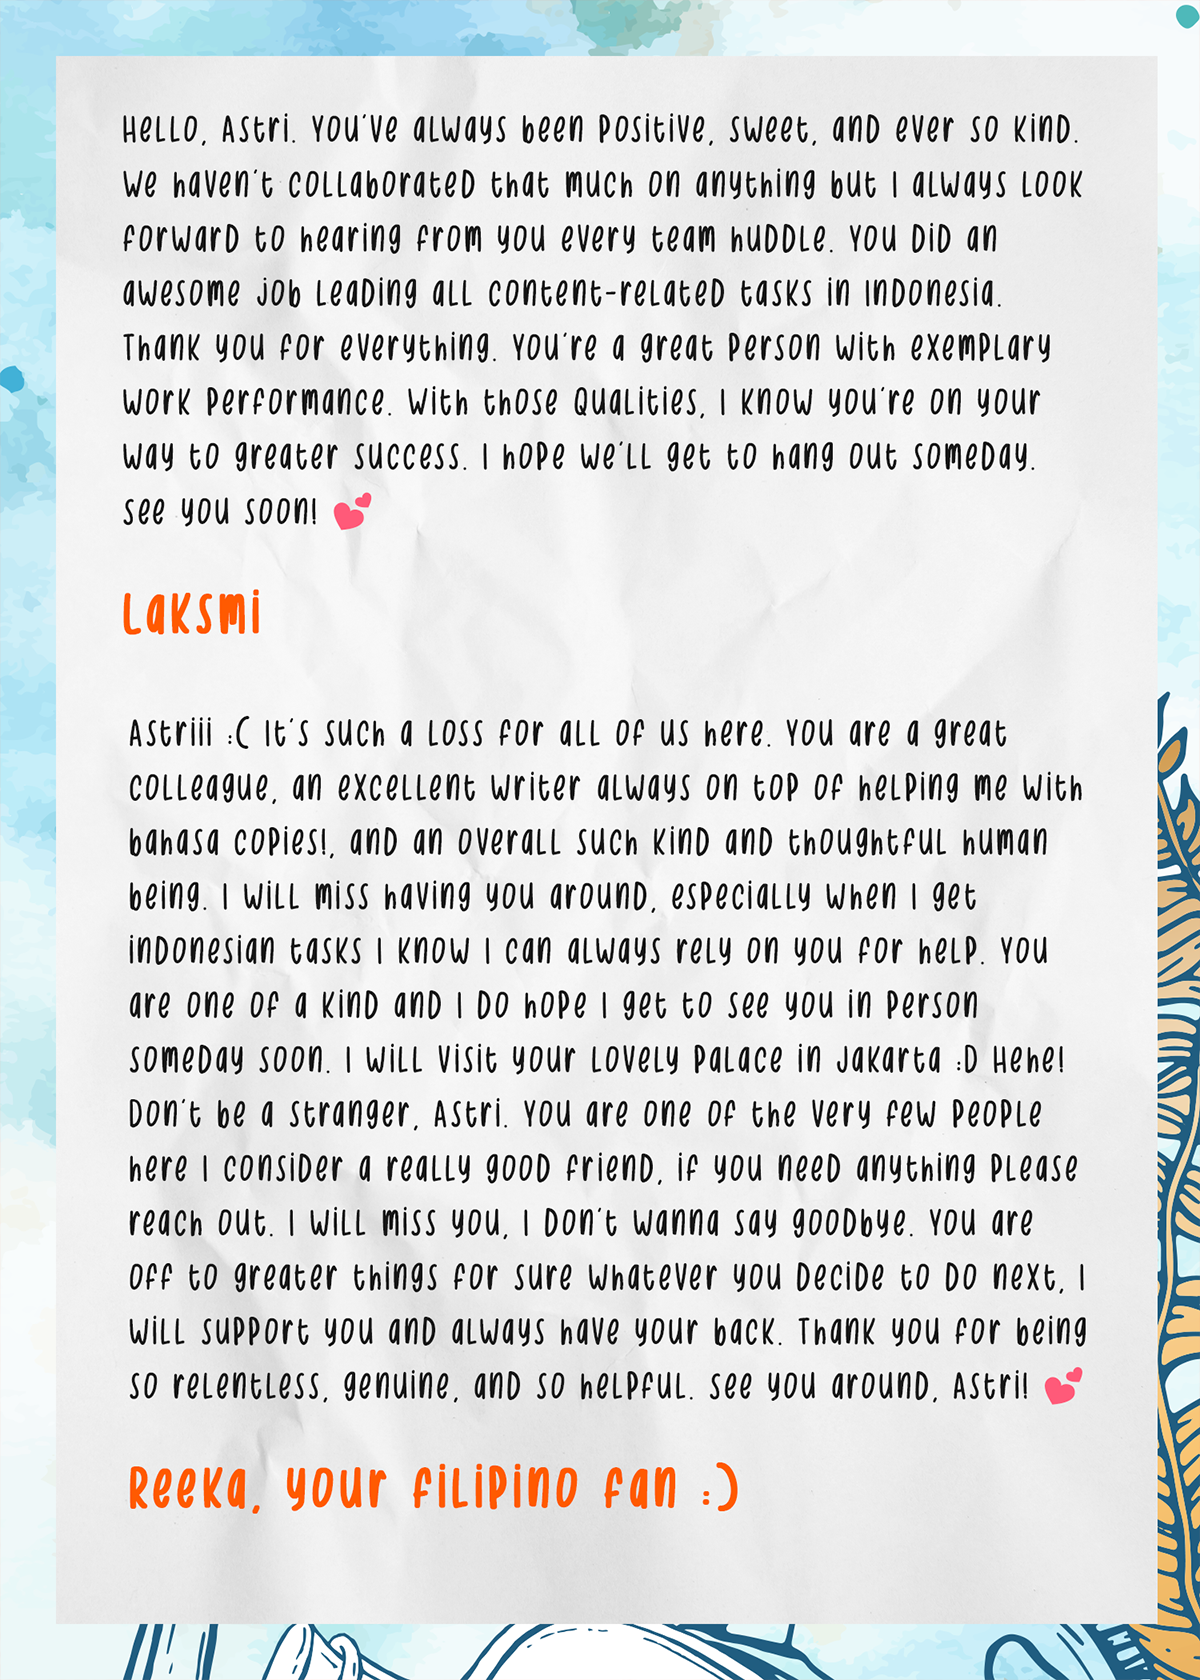 Hello, Astri. You've always been positive, sweet, and ever so kind.
We haven't collaborated that much on anything but I always look
forward to hearing from you every team huddle. You did an
awesome job leading all content-related tasks in Indonesia.
Thank you for everything. You're a great person with exemplary
work performance. With those qualities, I know you're on your
way to greater success. I hope we'll get to hang out someday.
See you soon! 💕
Laksmi
Astriii :( It's such a loss for all of us here. You are a great
colleague, an excellent writer always on top of helping me with
bahasa copies!, and an overall such kind and thoughtful human
being. I will miss having you around, especially when I get
Indonesian tasks I know I can always rely on you for help. You
are one of a kind and I do hope I get to see you in person
someday soon. I will visit your lovely palace in Jakarta :D Hehe!
Don't be a stranger, Astri. You are one of the very few people
here I consider a really good friend, if you need anything please
reach out. I will miss you, I don't wanna say goodbye. You are
off to greater things for sure whatever you decide to do next, I
will support you and always have your back. Thank you for being
so relentless, genuine, and so helpful. See you around, Astri! 💕
Reeka, your filipino fan :)